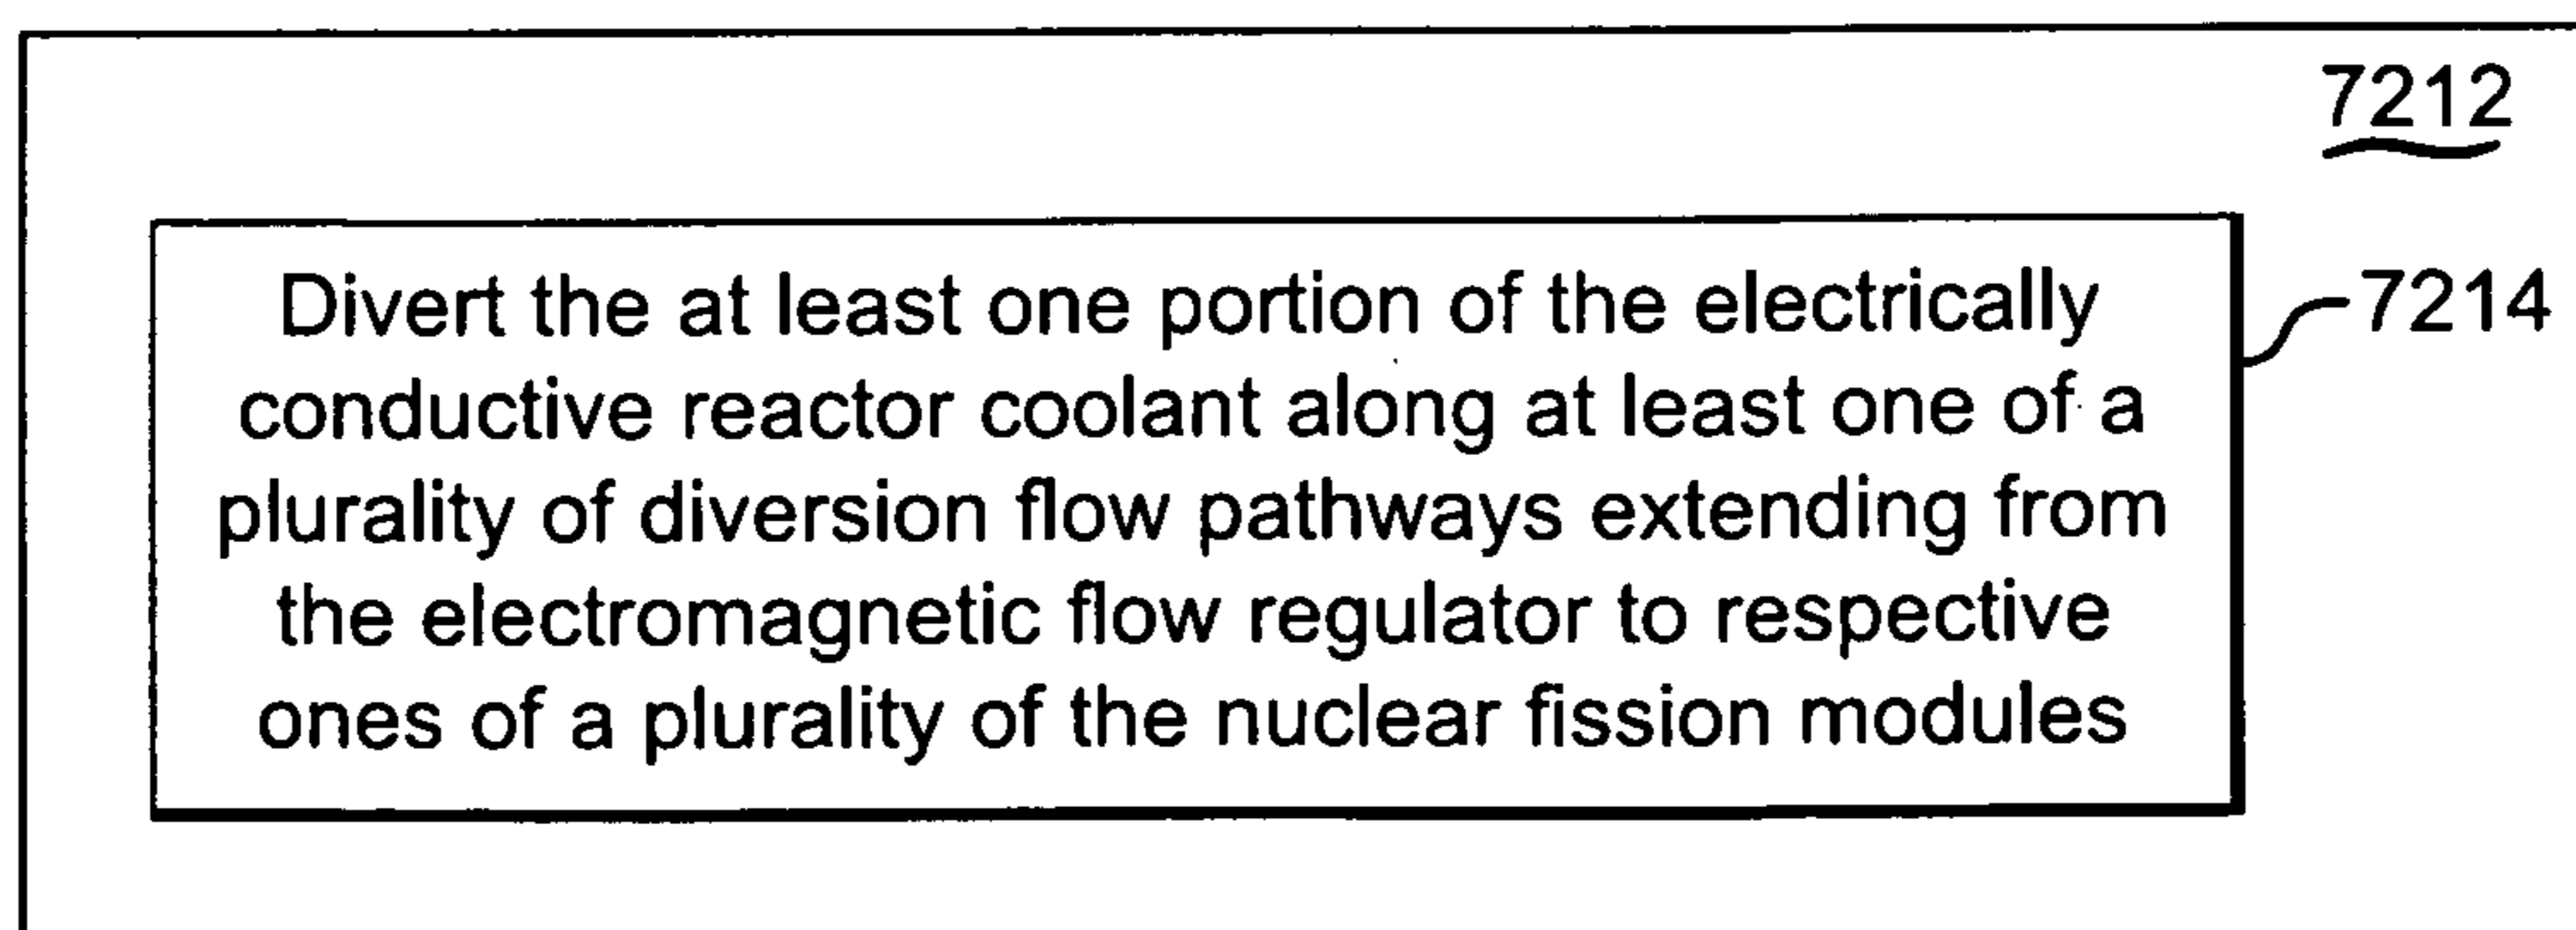 7212
Divert the at least one portion of the electrically
7214
conductive reactor coolant along at least one of a
plurality of diversion flow pathways extending from
the electromagnetic flow regulator to respective
ones of a plurality of the nuclear fission modules